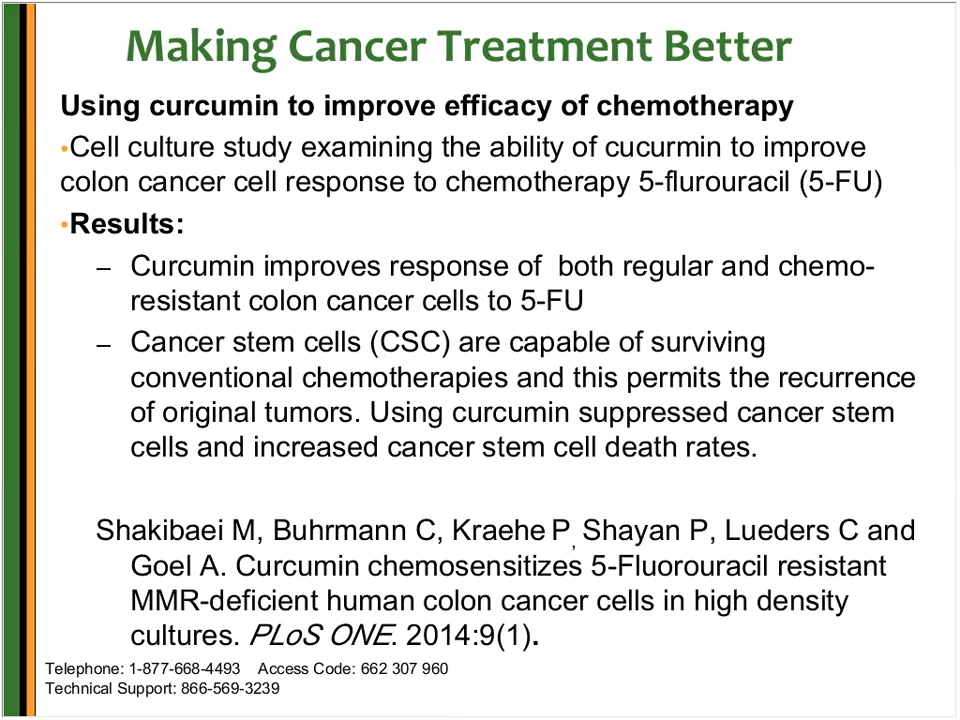 Making Cancer Treatment Better
Using curcumin to improve efficacy of chemotherapy
•Cell culture study examining the ability of cucurmin to improve
colon cancer cell response to chemotherapy 5-flurouracil (5-FU)
•Results:
– Curcumin improves response of  both regular and chemo-
resistant colon cancer cells to 5-FU
– Cancer stem cells (CSC) are capable of surviving
conventional chemotherapies and this permits the recurrence
of original tumors. Using curcumin suppressed cancer stem
cells and increased cancer stem cell death rates.
Shakibaei M, Buhrmann C, Kraehe P, Shayan P, Lueders C and
Goel A. Curcumin chemosensitizes 5-Fluorouracil resistant
MMR-deficient human colon cancer cells in high density
cultures. PLoS ONE. 2014:9(1).
Telephone: 1-877-668-4493    Access Code: 662 307 960
Technical Support: 866-569-3239